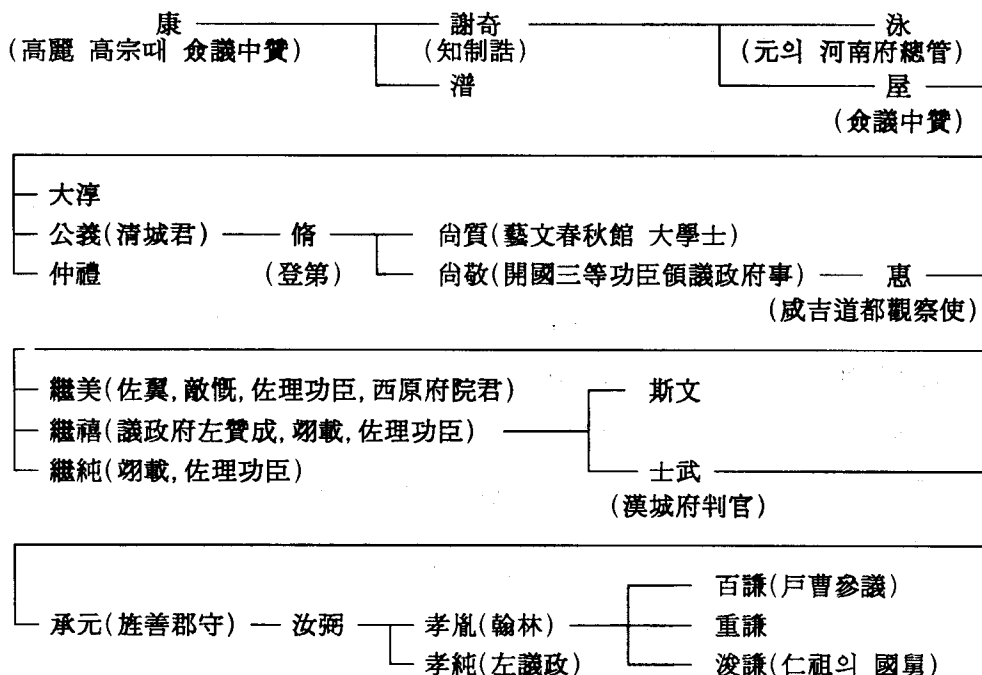 康 謝奇 泳
(高麗 高宗때 僉議中贊) (知制誥) (元의 河南府總管)
潛 屋
(僉議中贊)
大淳
公義(淸城君) 脩 尙質(藝文春秋館 大學士)
仲禮 (登第) 尙敬(開國三等功臣領議政府事) 惠
(咸吉道都觀察使)
繼美(佐翼, 敵愾, 佐理功臣, 西原府院君) 斯文
繼禧(議政府左贊成, 翊載, 佐理功臣)
繼純(翊載, 佐理功臣) 士武
(漢城府判官)
百謙(戶曹參議)
承元(旌善郡守) 汝弼 孝胤(翰林) 重謙
孝純(左議政) 浚謙(仁祖의 國舅)